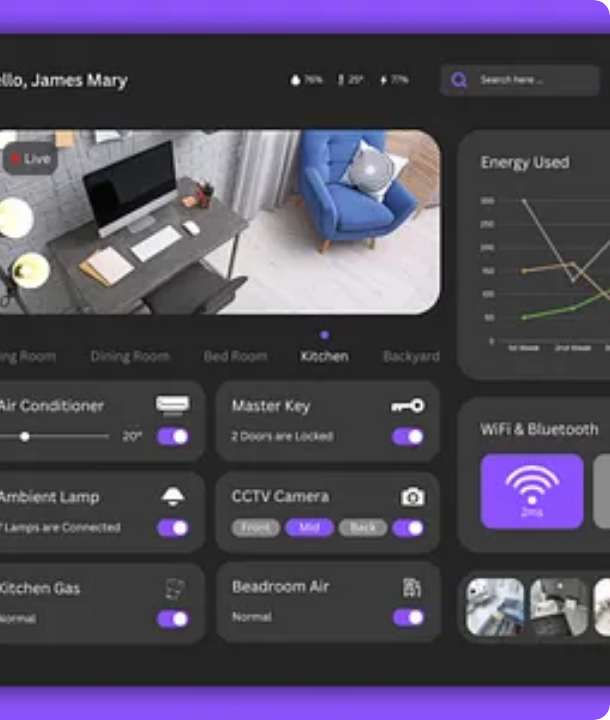 ello, James Mary
76% 25° 77%
Search here ...
Live
Energy Used
300
250
200
150
100
50
0
1st Week 2nd Week
ing Room Dining Room Bed Room Kitchen Backyard
Air Conditioner
20°
Master Key
2 Doors are Locked
WiFi & Bluetooth
2ms
Ambient Lamp
7 Lamps are Connected
CCTV Camera
Front Mid Back
Kitchen Gas
Normal
Beadroom Air
Normal